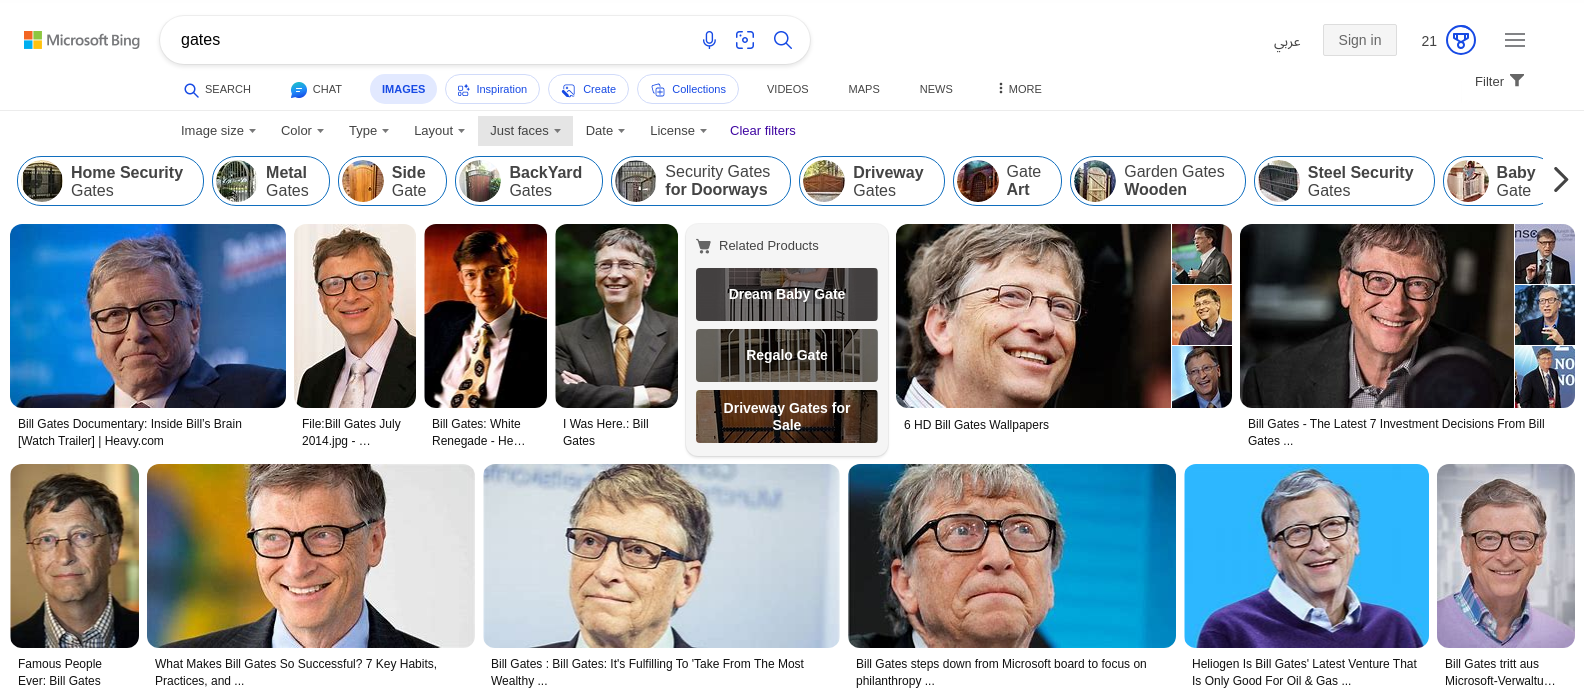 Microsoft Bing
gates
عربي
Sign in
21
SEARCH
CHAT
IMAGES
Inspiration
Create
Collections
VIDEOS
MAPS
NEWS
MORE
Filter
Image size
Color
Type
Layout
Just faces
Date
License
Clear filters
Home Security
Gates
Metal
Gates
Side
Gate
BackYard
Gates
Security Gates
for Doorways
Driveway
Gates
Gate
Art
Garden Gates
Wooden
Steel Security
Gates
Baby
Gate
Bill Gates Documentary: Inside Bill's Brain
[Watch Trailer] | Heavy.com
File:Bill Gates July
2014.jpg - ...
Bill Gates: White
Renegade - He...
I Was Here.: Bill
Gates
Related Products
Dream Baby Gate
Regalo Gate
Driveway Gates for
Sale
6 HD Bill Gates Wallpapers
Bill Gates - The Latest 7 Investment Decisions From Bill
Gates ...
Famous People
Ever: Bill Gates
What Makes Bill Gates So Successful? 7 Key Habits,
Practices, and ...
Bill Gates : Bill Gates: It's Fulfilling To 'Take From The Most
Wealthy ...
Bill Gates steps down from Microsoft board to focus on
philanthropy ...
Heliogen Is Bill Gates' Latest Venture That
Is Only Good For Oil & Gas ...
Bill Gates tritt aus
Microsoft-Verwaltu...